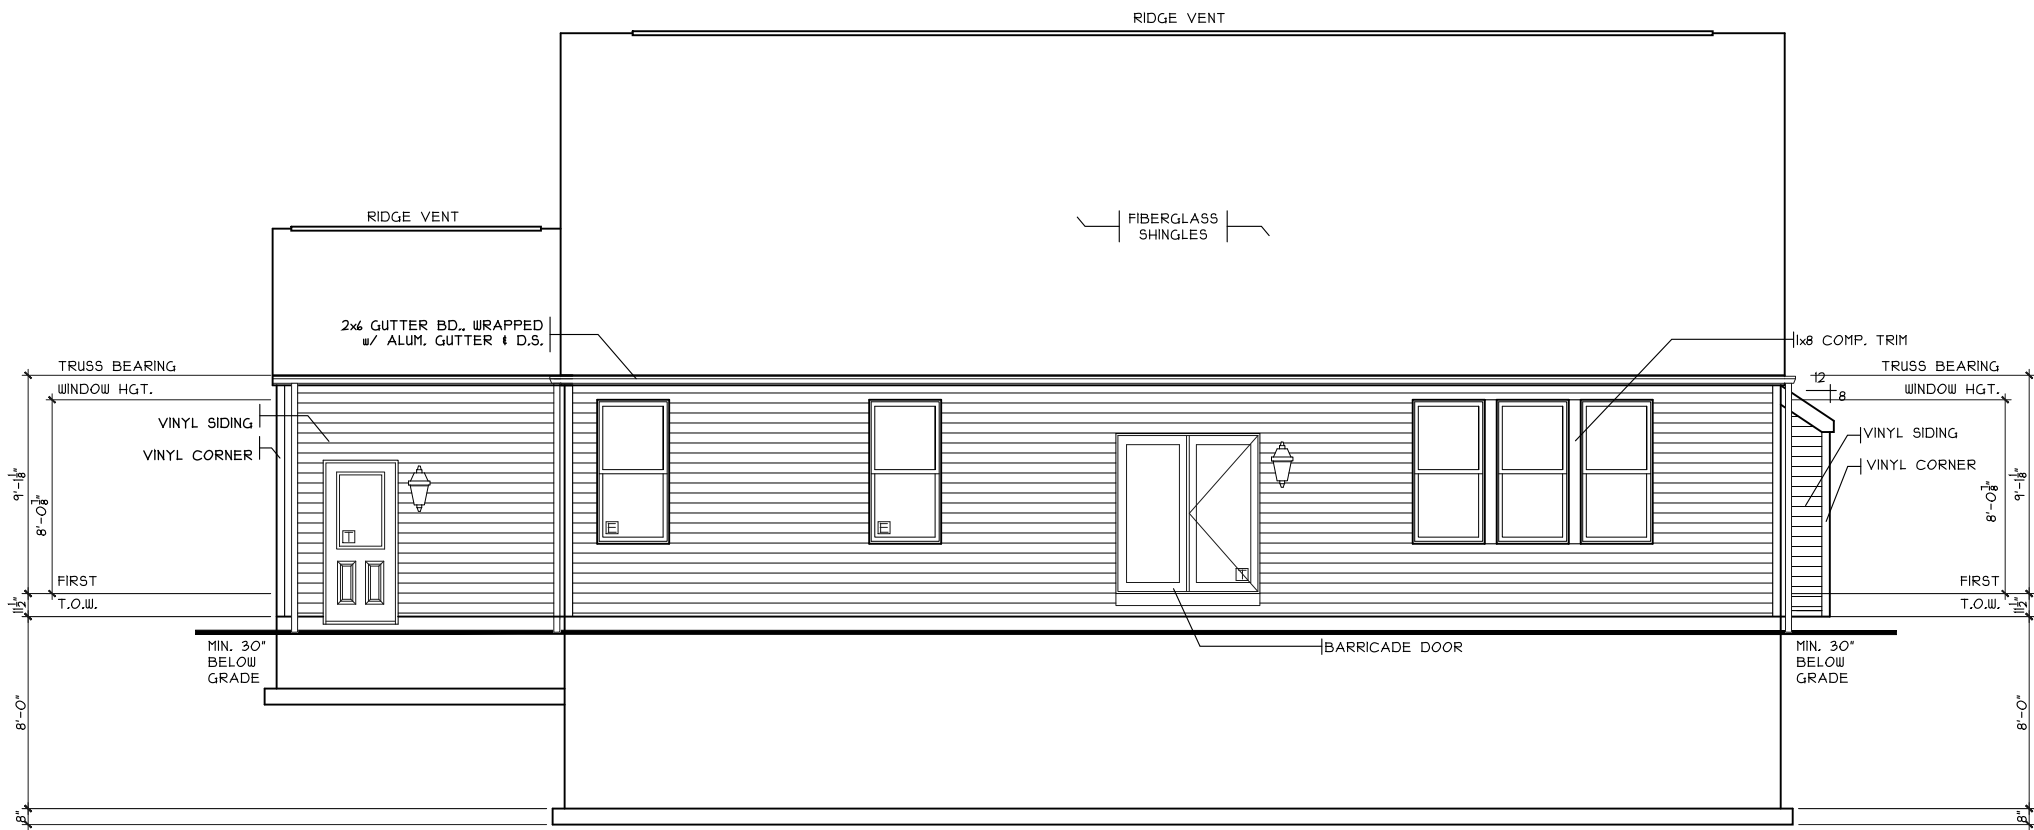 RIDGE VENT
RIDGE VENT
FIBERGLASS
SHINGLES
2x6 GUTTER BD., WRAPPED
w/ ALUM. GUTTER & D.S.
1x8 COMP. TRIM
TRUSS BEARING
WINDOW HGT.
TRUSS BEARING
WINDOW HGT.
12
8
VINYL SIDING
VINYL CORNER
VINYL SIDING
VINYL CORNER
9'-1 1/8"
8'-0 7/8"
8'-0 7/8"
9'-1 1/8"
E
E
T
T
FIRST
T.O.W.
FIRST
T.O.W.
11 1/2"
11 1/2"
MIN. 30"
BELOW
GRADE
BARRICADE DOOR
MIN. 30"
BELOW
GRADE
8'-0"
8'-0"
8"
8"